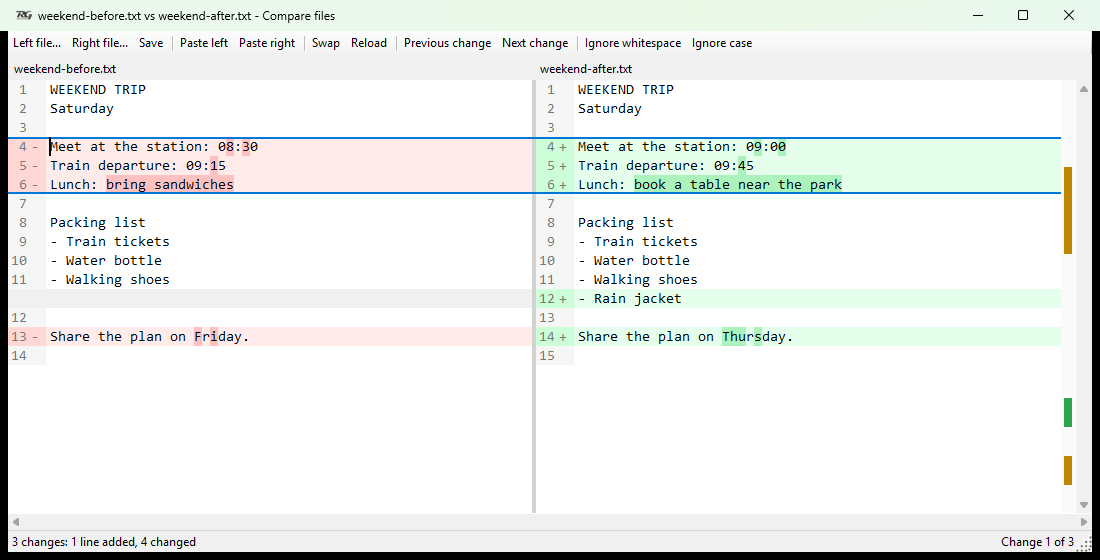 RG weekend-before.txt vs weekend-after.txt - Compare files
Left file... Right file... Save Paste left Paste right Swap Reload Previous change Next change Ignore whitespace Ignore case
weekend-before.txt
1 WEEKEND TRIP
2 Saturday
3
4 - Meet at the station: 08:30
5 - Train departure: 09:15
6 - Lunch: bring sandwiches
7
8 Packing list
9 - Train tickets
10 - Water bottle
11 - Walking shoes
12
13 - Share the plan on Friday.
14
weekend-after.txt
1 WEEKEND TRIP
2 Saturday
3
4 + Meet at the station: 09:00
5 + Train departure: 09:45
6 + Lunch: book a table near the park
7
8 Packing list
9 - Train tickets
10 - Water bottle
11 - Walking shoes
12 + - Rain jacket
13
14 + Share the plan on Thursday.
15
3 changes: 1 line added, 4 changed
Change 1 of 3